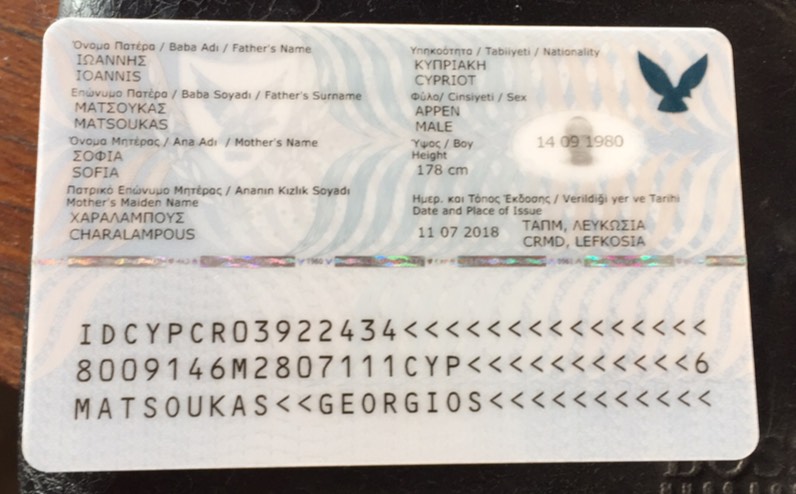 Όνομα Πατέρα / Baba Adı / Father's Name
ΙΩΑΝΝΗΣ
IOANNIS
Επώνυμο Πατέρα / Baba Soyadı / Father's Surname
ΜΑΤΣΟΥΚΑΣ
MATSOUKAS
Όνομα Μητέρας / Ana Adı / Mother's Name
ΣΟΦΙΑ
SOFIA
Πατρικό Επώνυμο Μητέρας / Ananın Kızlık Soyadı
Mother's Maiden Name
ΧΑΡΑΛΑΜΠΟΥΣ
CHARALAMPOUS
Υπηκοότητα / Tabiiyeti / Nationality
ΚΥΠΡΙΑΚΗ
CYPRIOT
Φύλο/ Cinsiyeti / Sex
ΑΡΡΕΝ
MALE
Ύψος / Boy
Height
178 cm
14 09 1980
Ημερ. και Τόπος Έκδοσης / Verildiği yer ve Tarihi
Date and Place of Issue
11 07 2018
ΤΑΠΜ, ΛΕΥΚΩΣΙΑ
CRMD, LEFKOSIA
IDCYPCR03922434<<<<<<<<<<<<<<<
8009146M2807111CYP<<<<<<<<<<<6
MATSOUKAS<<GEORGIOS<<<<<<<<<<<